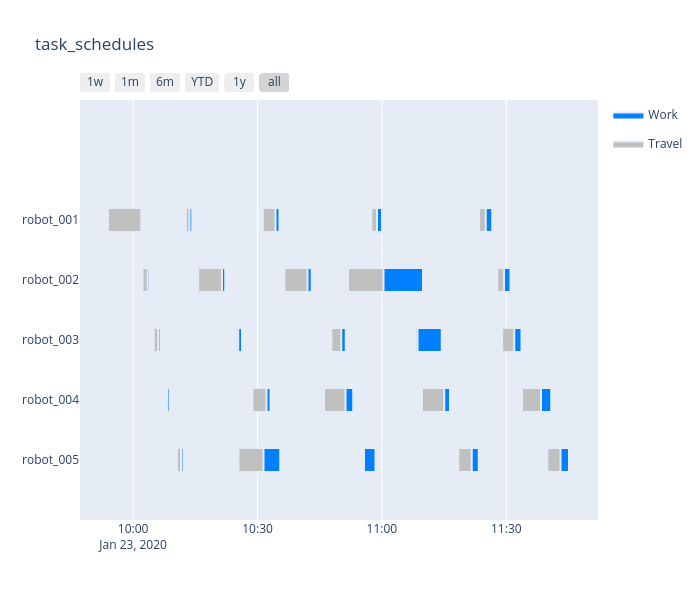 task_schedules
1w 1m 6m YTD 1y all
Work
Travel
robot_001
robot_002
robot_003
robot_004
robot_005
10:00 10:30 11:00 11:30
Jan 23, 2020